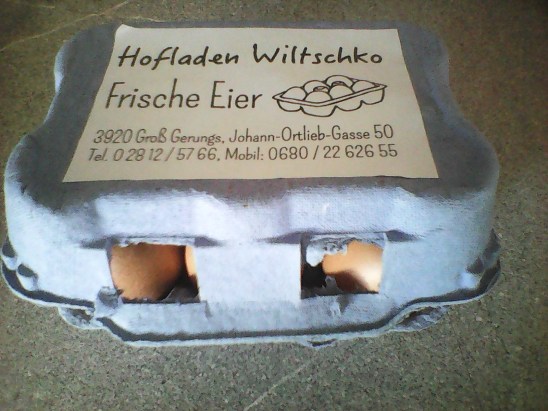 Hofladen Wiltschko
Frische Eier
3920 Groß Gerungs, Johann-Ortlieb-Gasse 50
Tel. 0 28 12 / 57 66, Mobil: 0680 / 22 626 55